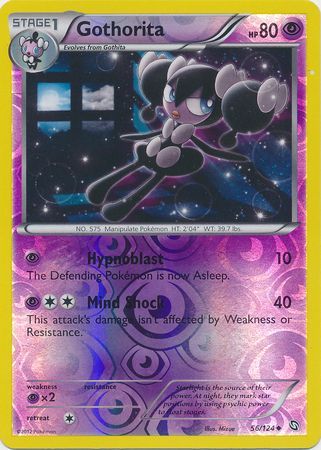 STAGE1
Gothorita
HP80
Evolves from Gothita
NO. 575 Manipulate Pokémon HT: 2'04" WT: 39.7 lbs.
Hypnoblast 10
The Defending Pokémon is now Asleep.
Mind Shock 40
This attack's damage isn't affected by Weakness or
Resistance.
weakness
resistance
×2
retreat
Starlight is the source of their
power. At night, they mark star
positions by using psychic power
to float stones.
©2012 Pokémon
Illus. Hizue
56/124